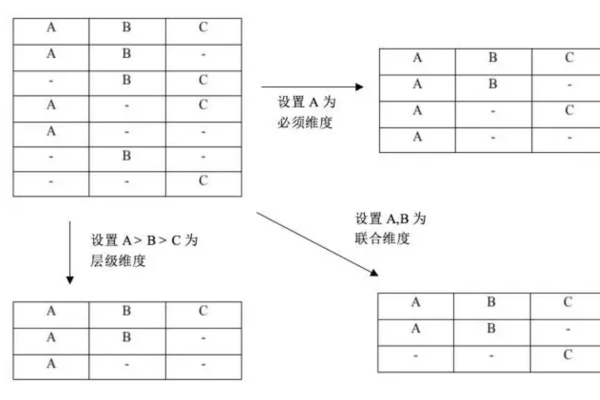 A B C
A B -
- B C
A - C
A - -
- B -
- - C
设置 A 为
必须维度
A B C
A B -
A - C
A - -
设置 A > B > C 为
层级维度
设置 A,B 为
联合维度
A B C
A B -
A - -
A B C
A B -
- - C